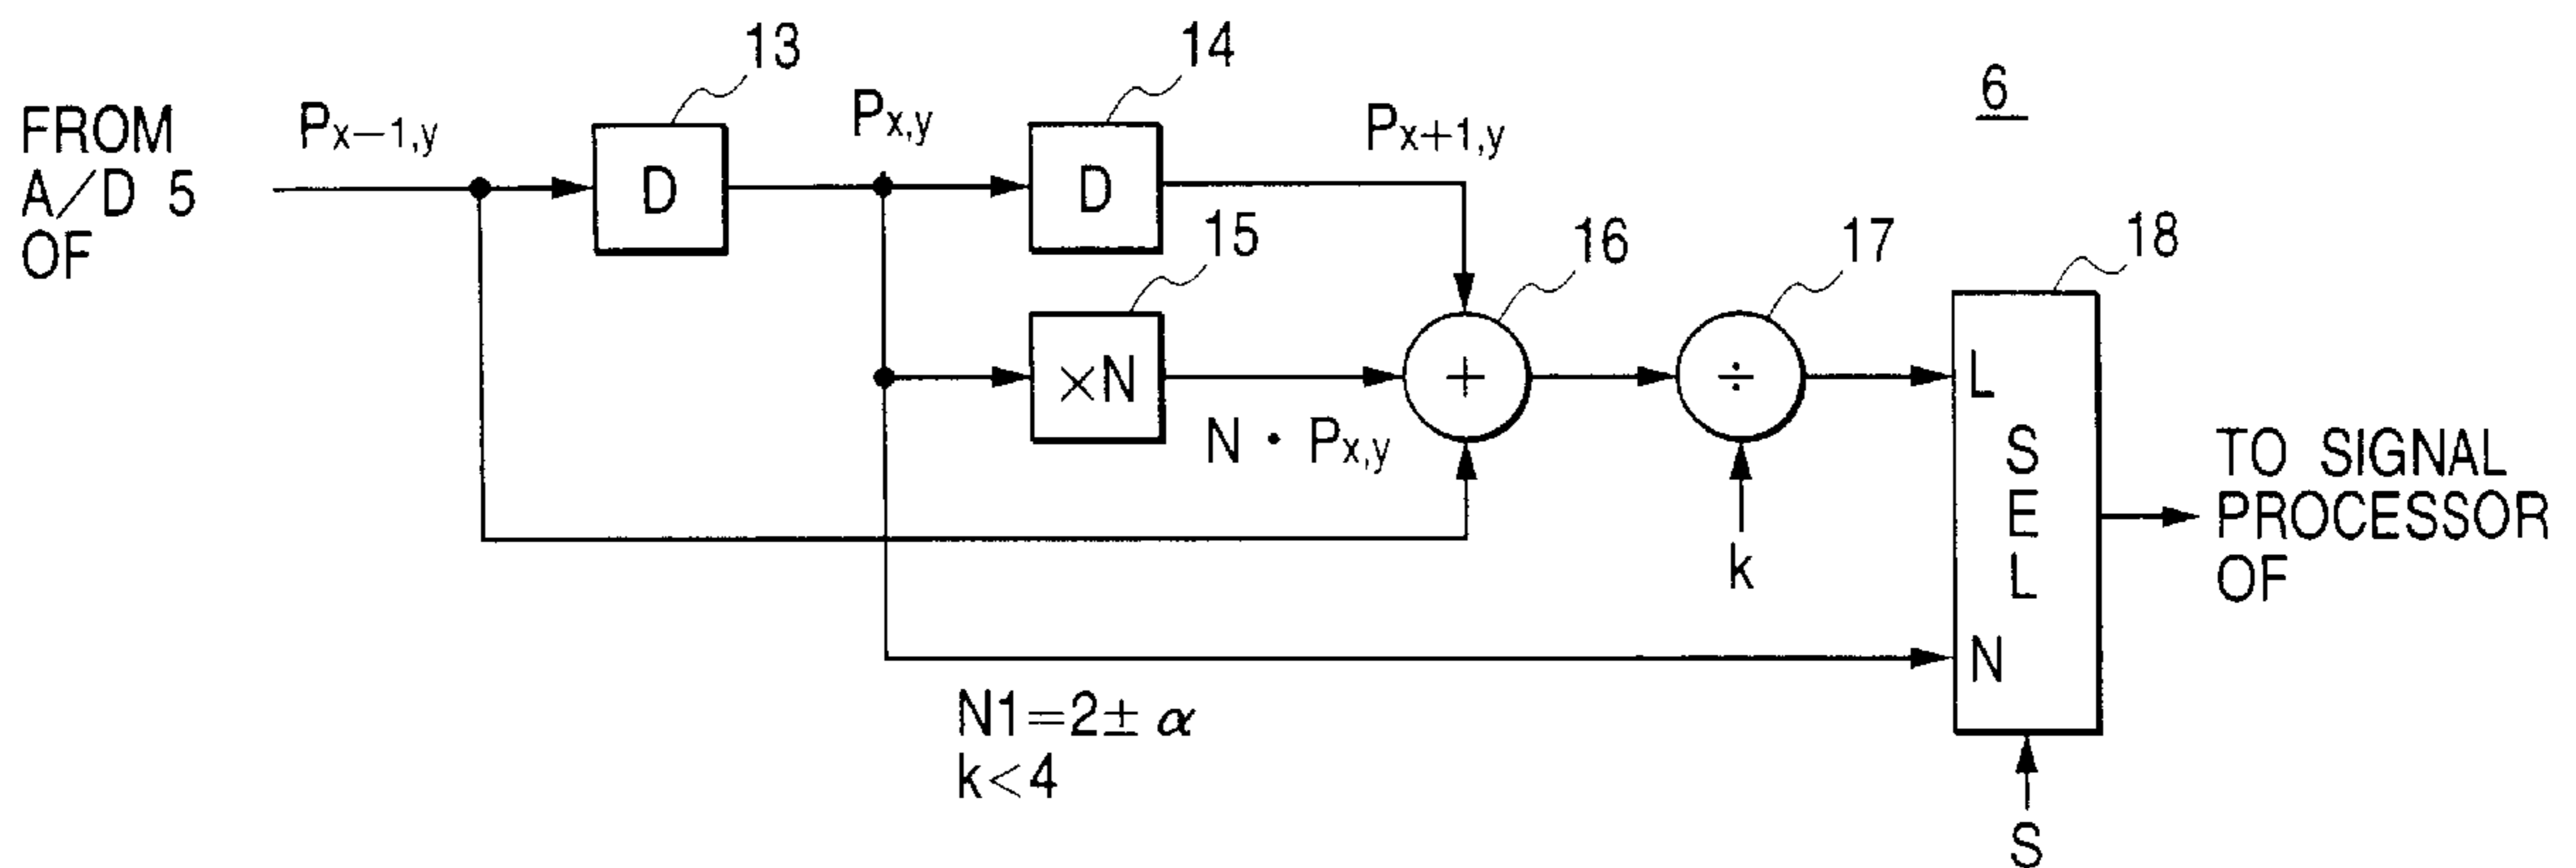 13
14
6
FROM
A/D 5
OF
Px−1,y
Px,y
Px+1,y
D
D
15
16
17
18
×N
+
÷
L
S
E
L
N · Px,y
TO SIGNAL
PROCESSOR
OF
k
N
N1=2± α
k<4
S